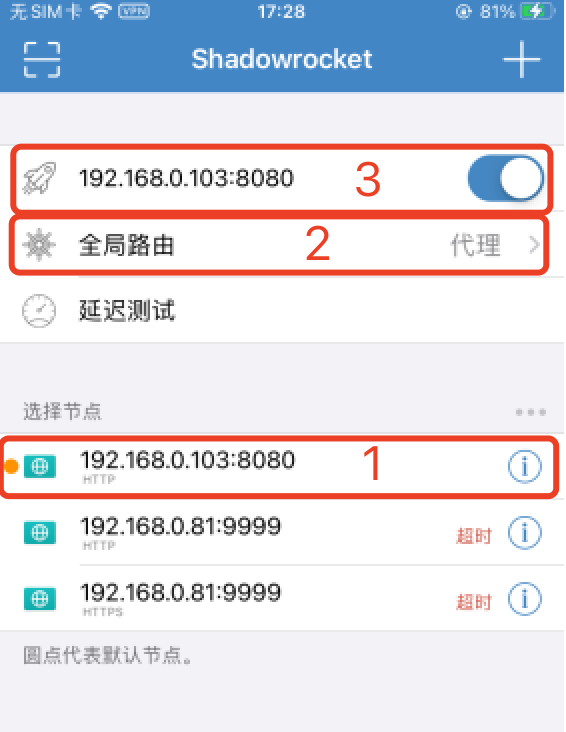 无 SIM 卡 VPN 17:28 81%
Shadowrocket
192.168.0.103:8080 3
全局路由 2 代理
延迟测试
选择节点
192.168.0.103:8080 1
HTTP
192.168.0.81:9999 超时
HTTP
192.168.0.81:9999 超时
HTTPS
圆点代表默认节点。